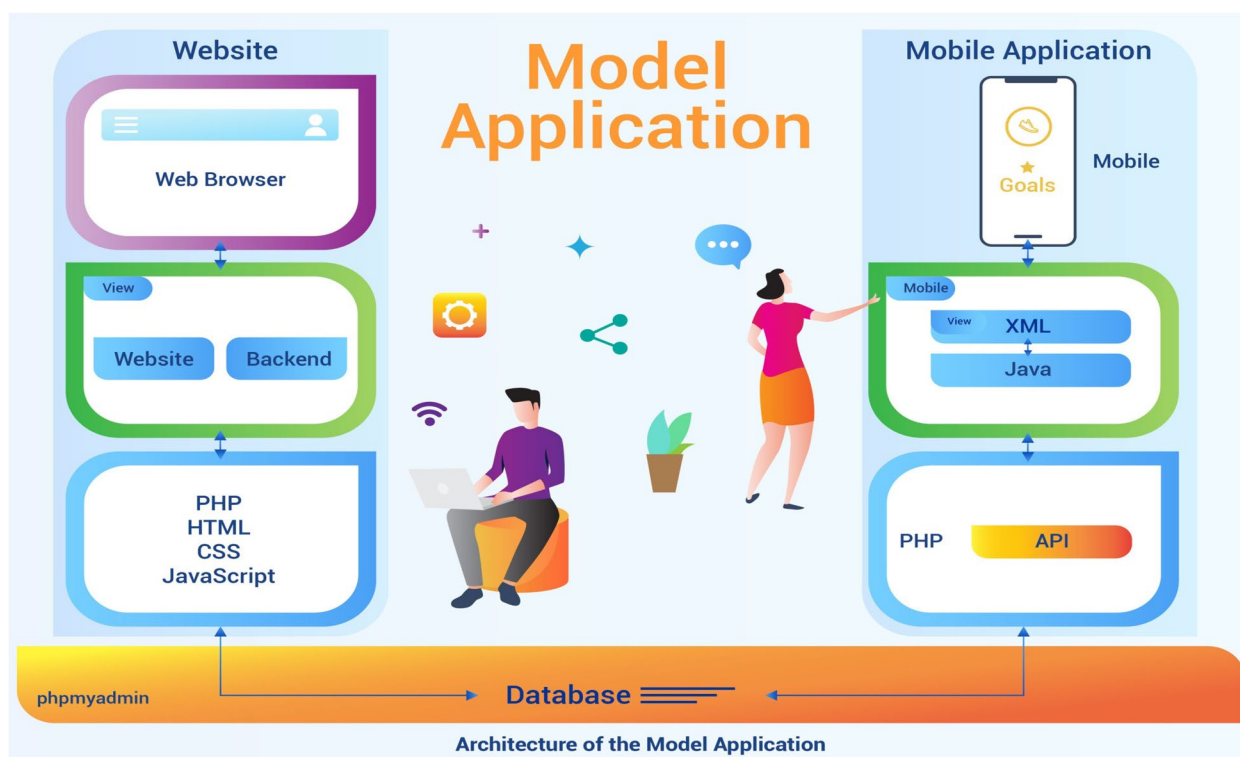 Website
Model
Application
Mobile Application
Web Browser
Goals
Mobile
View
Website
Backend
Mobile
View
XML
Java
PHP
HTML
CSS
JavaScript
PHP
API
phpmyadmin
Database
Architecture of the Model Application